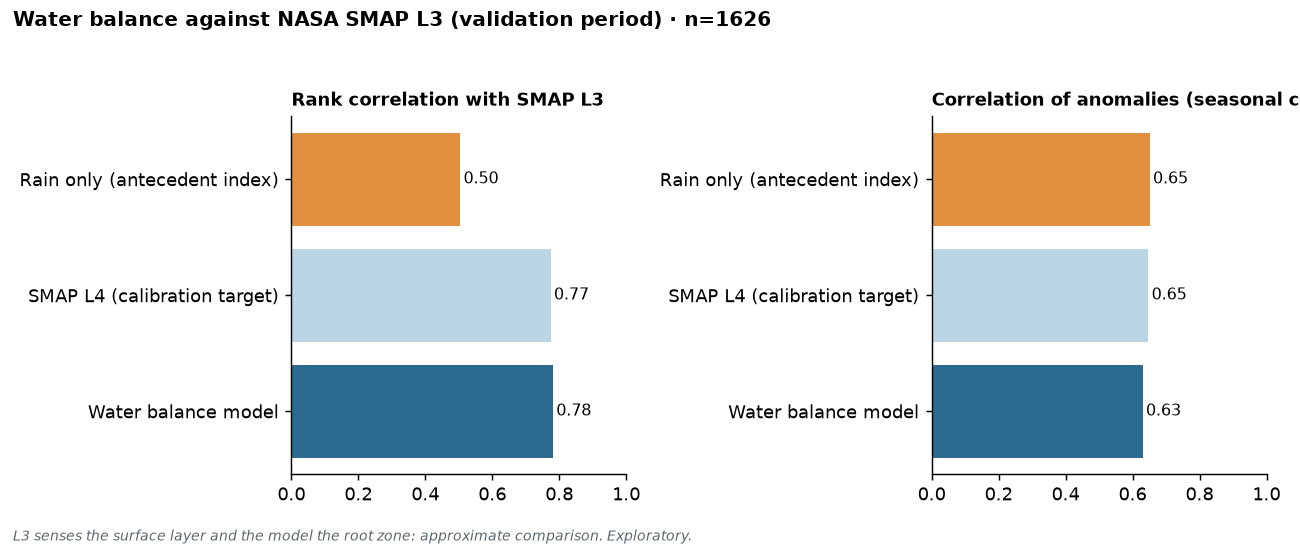 Water balance against NASA SMAP L3 (validation period) · n=1626
Rank correlation with SMAP L3
Rain only (antecedent index)
0.50
SMAP L4 (calibration target)
0.77
Water balance model
0.78
0.0 0.2 0.4 0.6 0.8 1.0
Correlation of anomalies (seasonal c
Rain only (antecedent index)
0.65
SMAP L4 (calibration target)
0.65
Water balance model
0.63
0.0 0.2 0.4 0.6 0.8 1.0
L3 senses the surface layer and the model the root zone: approximate comparison. Exploratory.